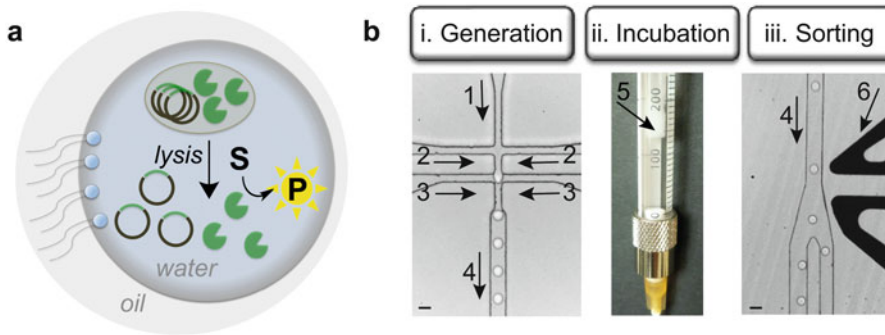 a
lysis
S
P
water
oil
b
i. Generation
ii. Incubation
iii. Sorting
1
2
2
3
3
4
5
200
100
0
4
6